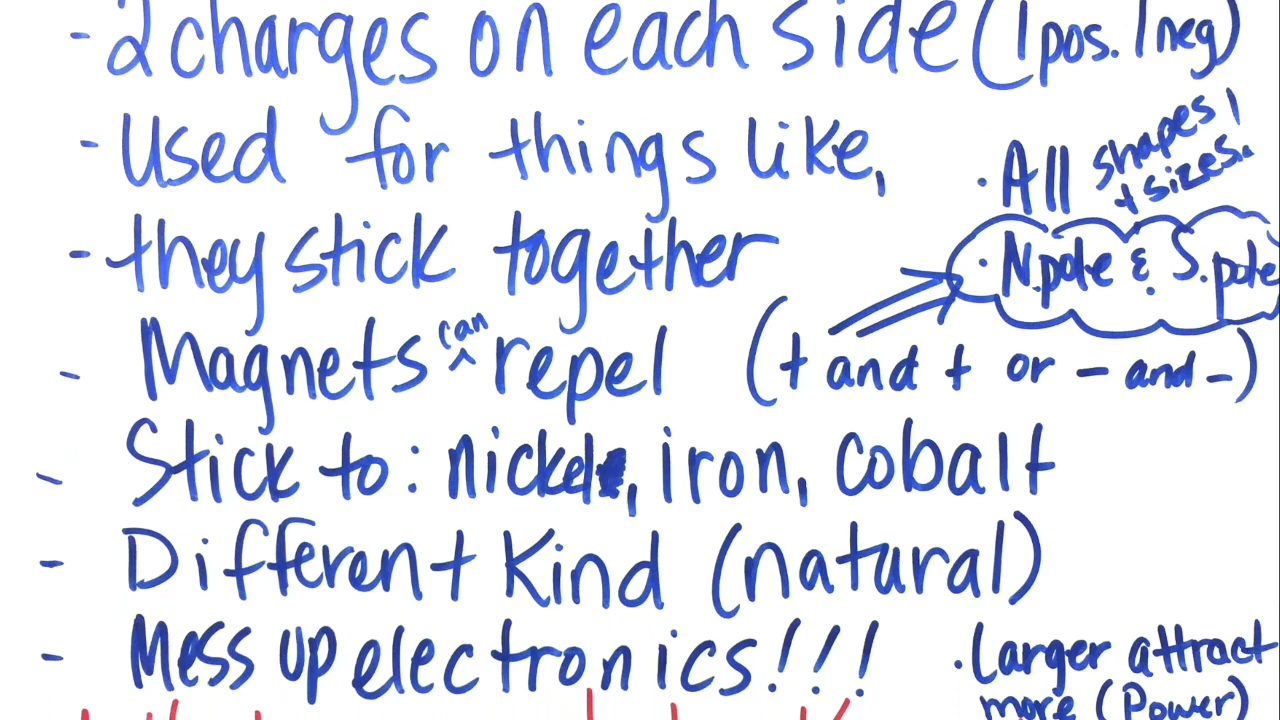 - 2 charges on each side (1 pos. 1 neg)
- Used for things like,
- they stick together
- Magnets can repel (+ and + or - and -)
- Stick to: nickel, iron, cobalt
- Different Kind (natural)
- Mess up electronics!!!
· All shapes + sizes.
· N.pole & S.pole
· Larger attract
more (Power)